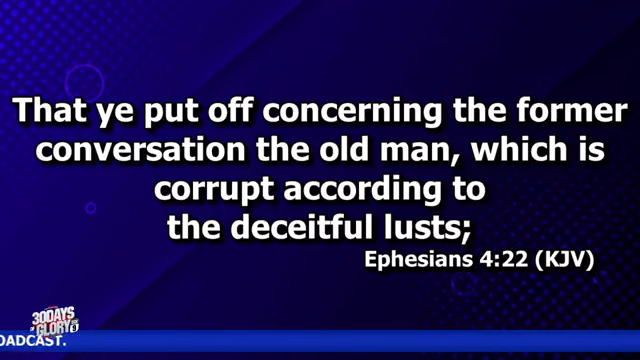 That ye put off concerning the former
conversation the old man, which is
corrupt according to
the deceitful lusts;
Ephesians 4:22 (KJV)
30DAYS
GLORY
OADCAST.